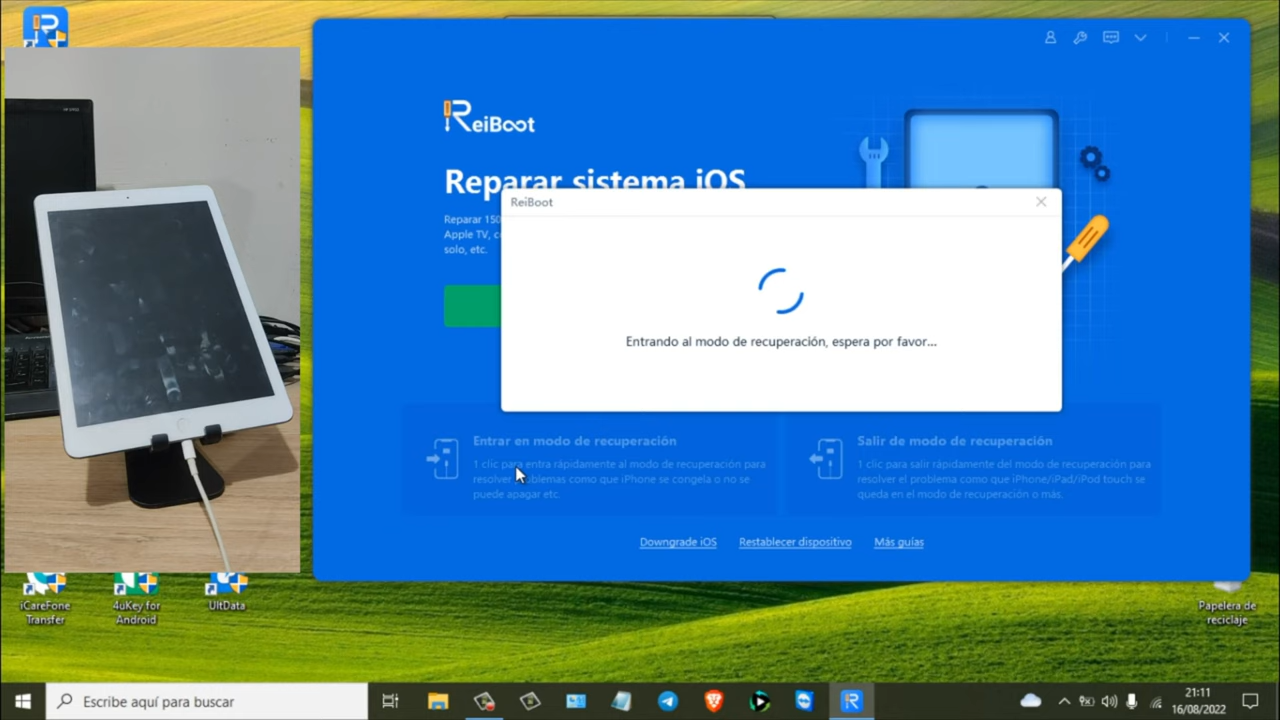 ReiBoot
Reparar sistema iOS
Reparar 150
Apple TV, c
solo, etc.
ReiBoot
Entrando al modo de recuperación, espera por favor...
Entrar en modo de recuperación
1 clic para entra rápidamente al modo de recuperación para
resolver problemas como que iPhone se congela o no se
puede apagar etc.
Salir de modo de recuperación
1 clic para salir rápidamente del modo de recuperación para
resolver el problema como que iPhone/iPad/iPod touch se
queda en el modo de recuperación o más.
Downgrade iOS
Restablecer dispositivo
Más guías
iCareFone
Transfer
4uKey for
Android
UltData
Papelera de
reciclaje
Escribe aquí para buscar
21:11
16/08/2022